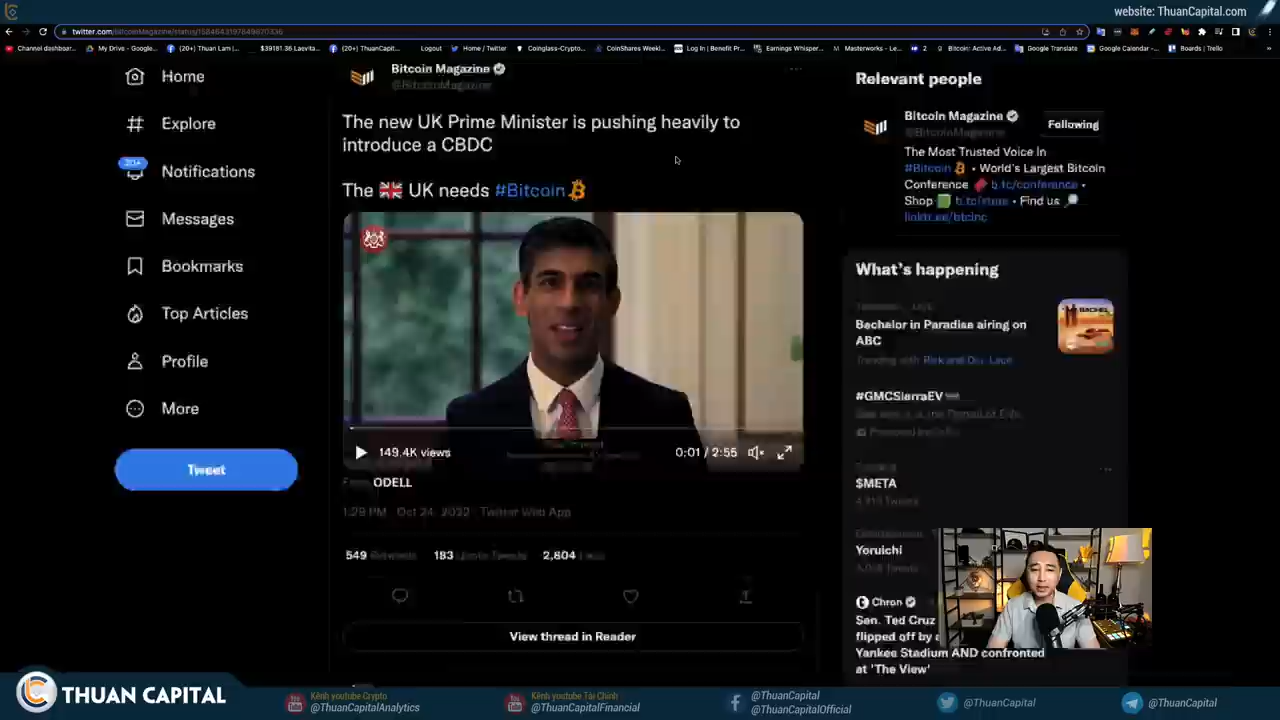 website: ThuanCapital.com
Channel dashboar...
My Drive - Google...
(20+) Thuan Lam |...
$39181.36 Laevita...
(20+) ThuanCapit...
Logout
Home / Twitter
Coinglass-Crypto...
CoinShares Weekl...
Log In | Benefit Pr...
Earnings Whisper...
Masterworks - Le...
2
Bitcoin: Active Ad...
Google Translate
Google Calendar -...
Boards | Trello
Home
Explore
20+
Notifications
Messages
Bookmarks
Top Articles
Profile
More
Tweet
Bitcoin Magazine
@BitcoinMagazine
The new UK Prime Minister is pushing heavily to
introduce a CBDC
The 🇬🇧 UK needs #Bitcoin
149.4K views
0:01 / 2:55
From ODELL
1:29 PM Oct 24, 2022 Twitter Web App
549 Retweets 183 Quote Tweets 2,804 Likes
View thread in Reader
Relevant people
Bitcoin Magazine
@BitcoinMagazine
Following
The Most Trusted Voice In
#Bitcoin • World's Largest Bitcoin
Conference b.tc/conference •
Shop b.tc/store • Find us
linktr.ee/btcinc
What's happening
Bachelor in Paradise airing on
ABC
Trending with
#GMCSierraEV
$META
Yoruichi
Chron
Sen. Ted Cruz
flipped off by
Yankee Stadium AND confronted
at 'The View'
THUAN CAPITAL
Kênh youtube Crypto
@ThuanCapitalAnalytics
Kênh youtube Tài Chính
@ThuanCapitalFinancial
@ThuanCapital
@ThuanCapitalOfficial
@ThuanCapital
@ThuanCapital